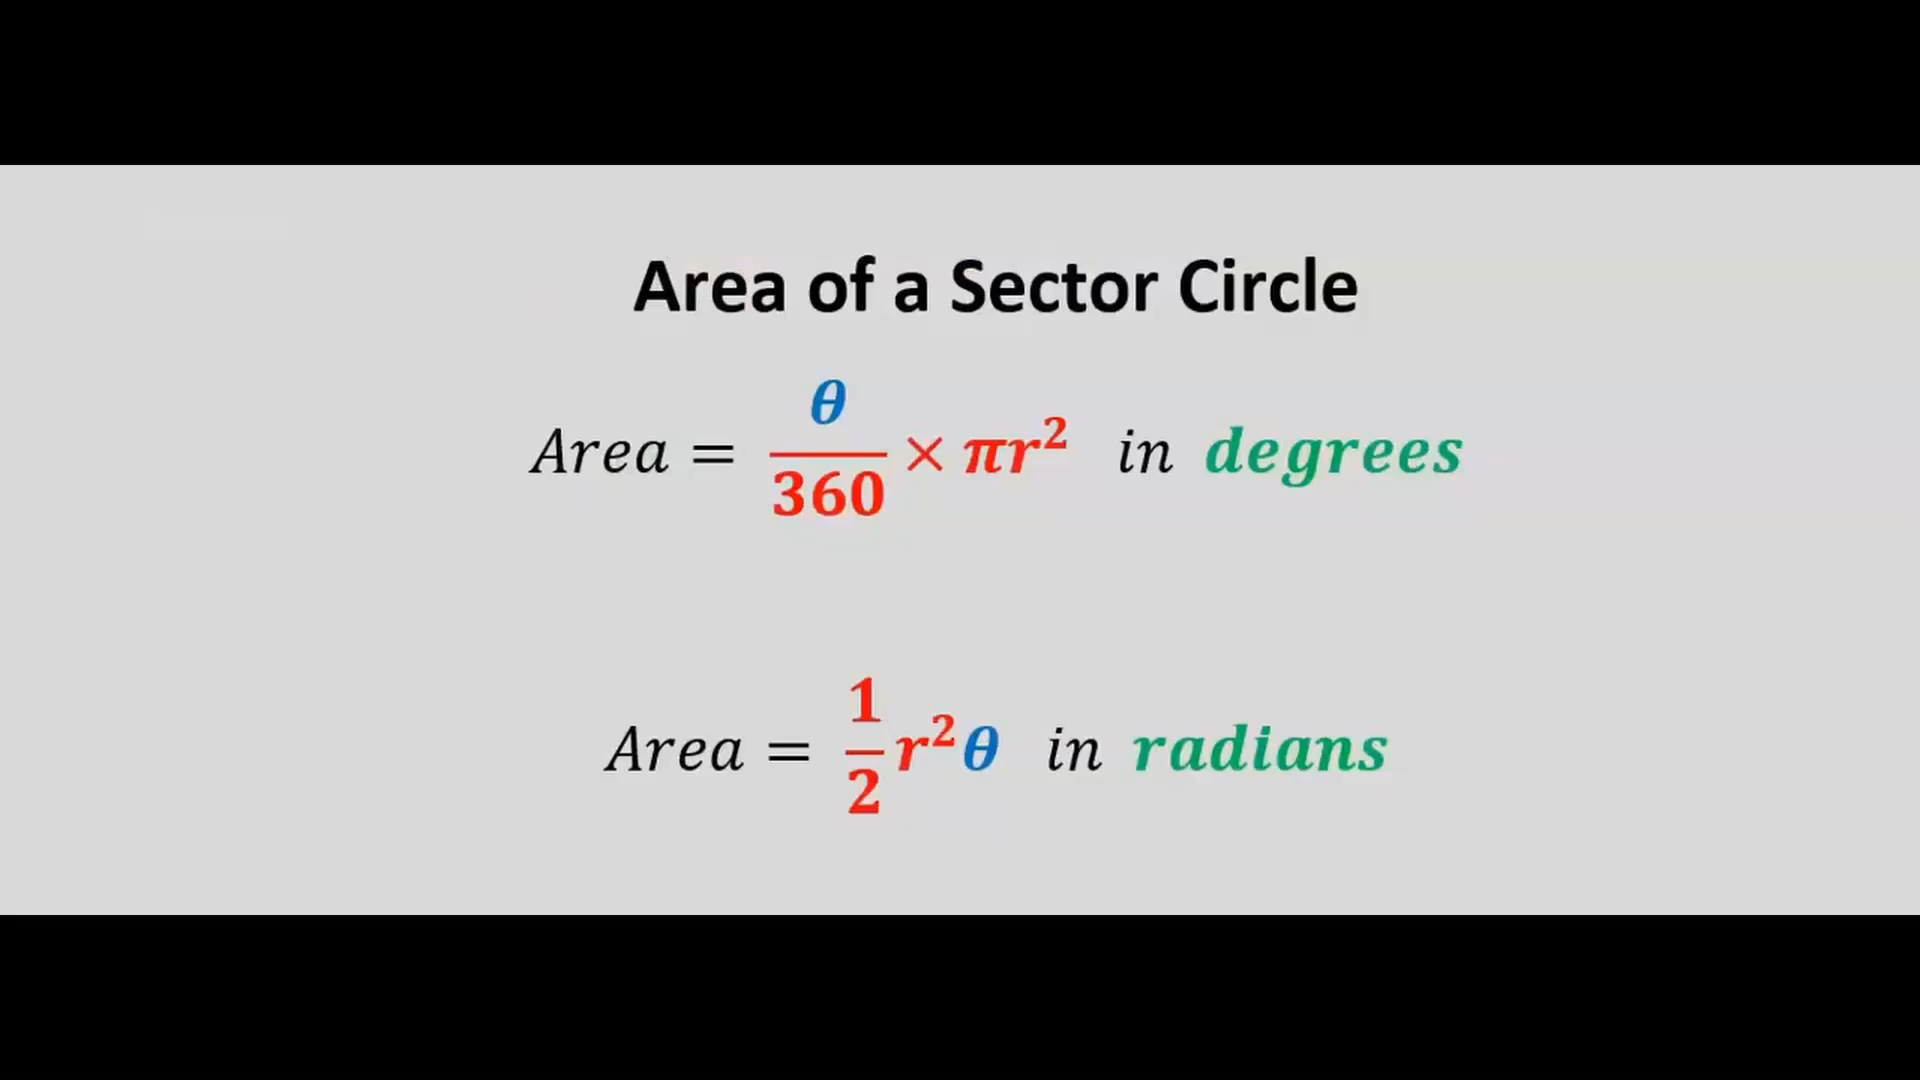 Area of a Sector Circle
Area = θ/360 × πr² in degrees
Area = 1/2 r²θ in radians